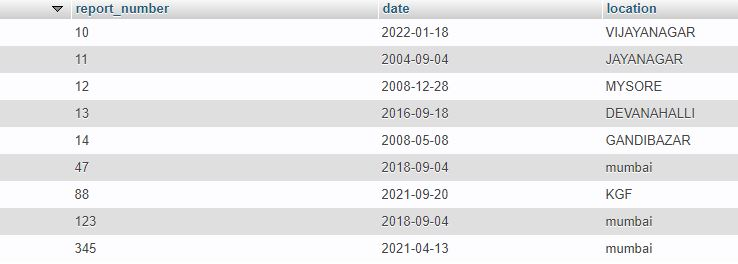 report_number date location
10 2022-01-18 VIJAYANAGAR
11 2004-09-04 JAYANAGAR
12 2008-12-28 MYSORE
13 2016-09-18 DEVANAHALLI
14 2008-05-08 GANDIBAZAR
47 2018-09-04 mumbai
88 2021-09-20 KGF
123 2018-09-04 mumbai
345 2021-04-13 mumbai